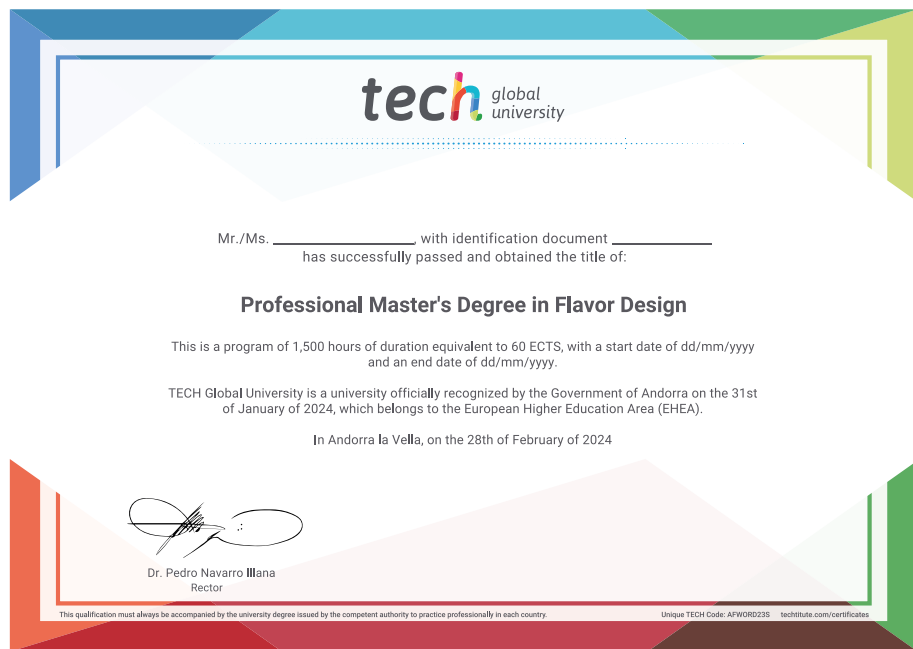 tech global university
Mr./Ms. ____________, with identification document ____________
has successfully passed and obtained the title of:
Professional Master's Degree in Flavor Design
This is a program of 1,500 hours of duration equivalent to 60 ECTS, with a start date of dd/mm/yyyy
and an end date of dd/mm/yyyy.
TECH Global University is a university officially recognized by the Government of Andorra on the 31st
of January of 2024, which belongs to the European Higher Education Area (EHEA).
In Andorra la Vella, on the 28th of February of 2024
Dr. Pedro Navarro Illana
Rector
This qualification must always be accompanied by the university degree issued by the competent authority to practice professionally in each country.
Unique TECH Code: AFWORD23S techtitute.com/certificates